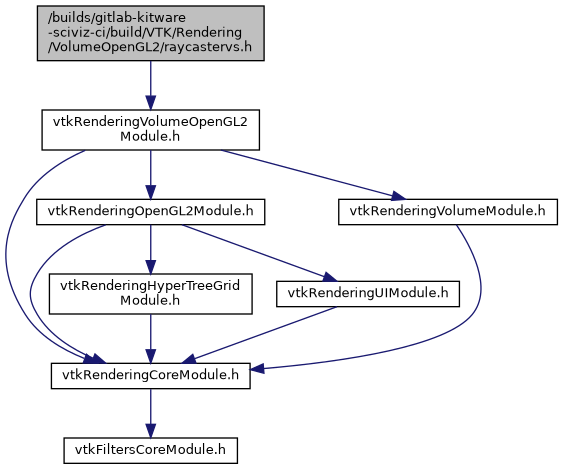 /builds/gitlab-kitware
-sciviz-ci/build/VTK/Rendering
/VolumeOpenGL2/raycastervs.h
vtkRenderingVolumeOpenGL2
Module.h
vtkRenderingOpenGL2Module.h
vtkRenderingVolumeModule.h
vtkRenderingHyperTreeGrid
Module.h
vtkRenderingUIModule.h
vtkRenderingCoreModule.h
vtkFiltersCoreModule.h